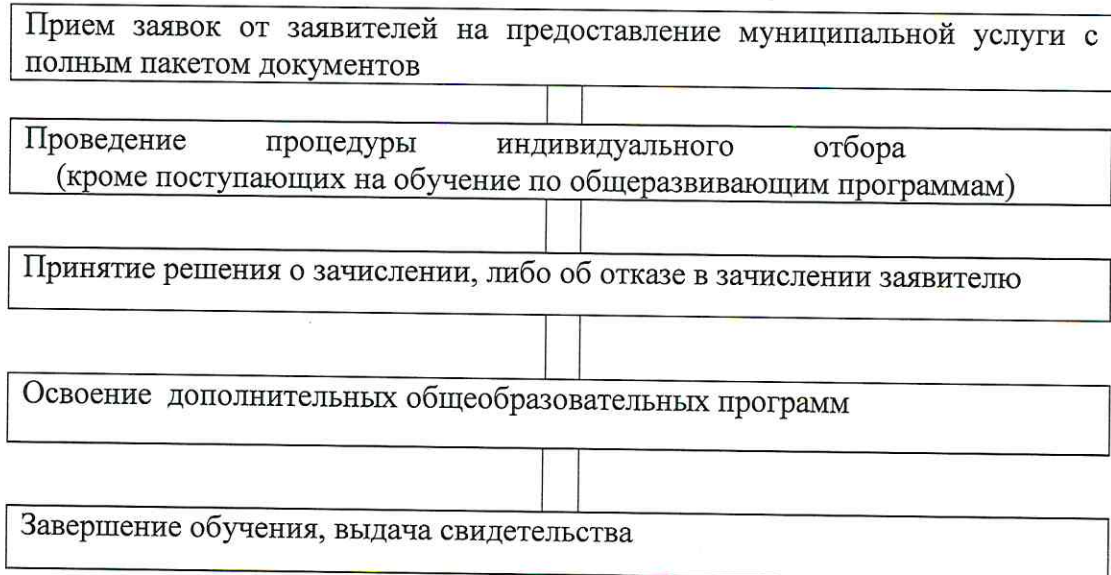 Прием заявок от заявителей на предоставление муниципальной услуги с
полным пакетом документов
Проведение процедуры индивидуального отбора
(кроме поступающих на обучение по общеразвивающим программам)
Принятие решения о зачислении, либо об отказе в зачислении заявителю
Освоение дополнительных общеобразовательных программ
Завершение обучения, выдача свидетельства